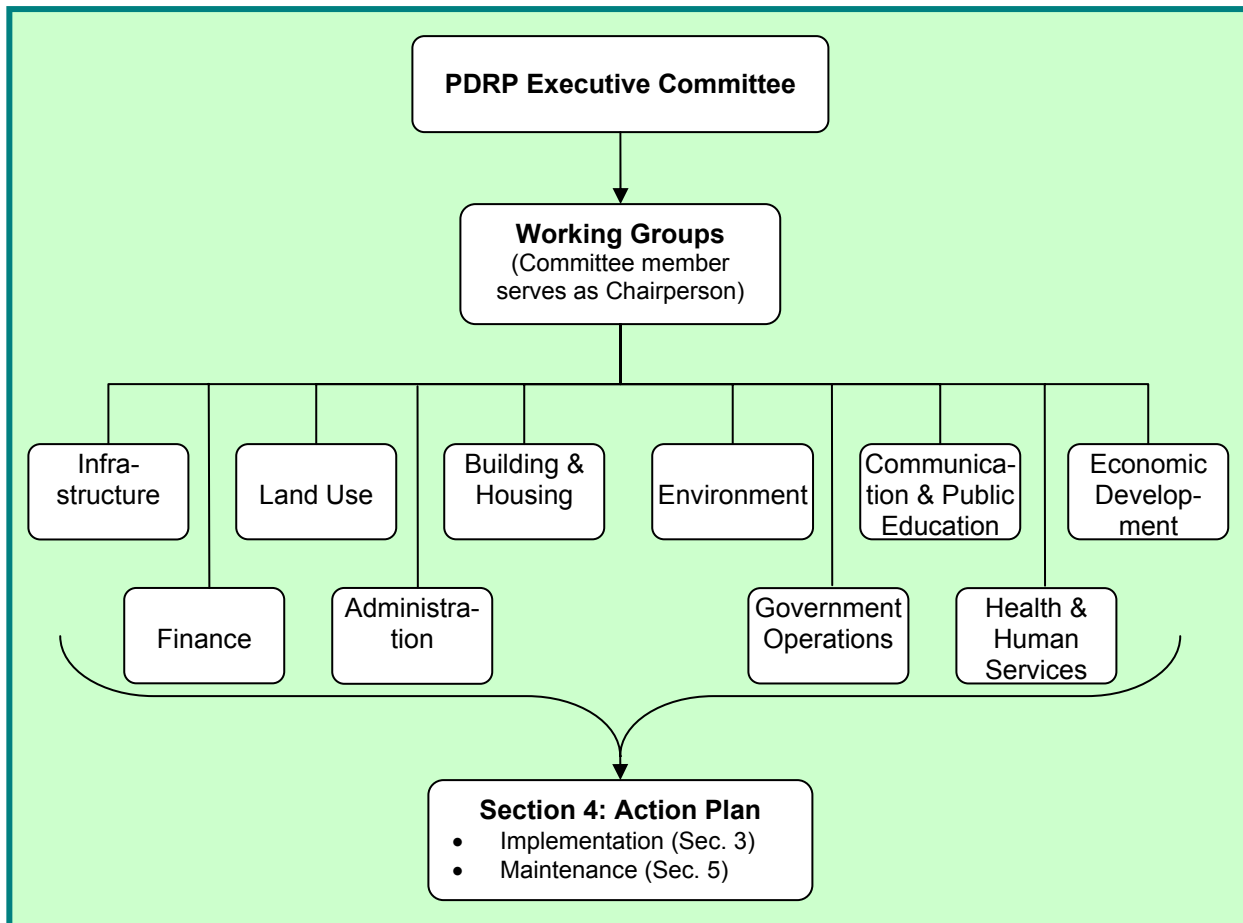 PDRP Executive Committee
Working Groups
(Committee member
serves as Chairperson)
Infra-
structure
Land Use
Building &
Housing
Environment
Communica-
tion & Public
Education
Economic
Develop-
ment
Finance
Administra-
tion
Government
Operations
Health &
Human
Services
Section 4: Action Plan
• Implementation (Sec. 3)
• Maintenance (Sec. 5)